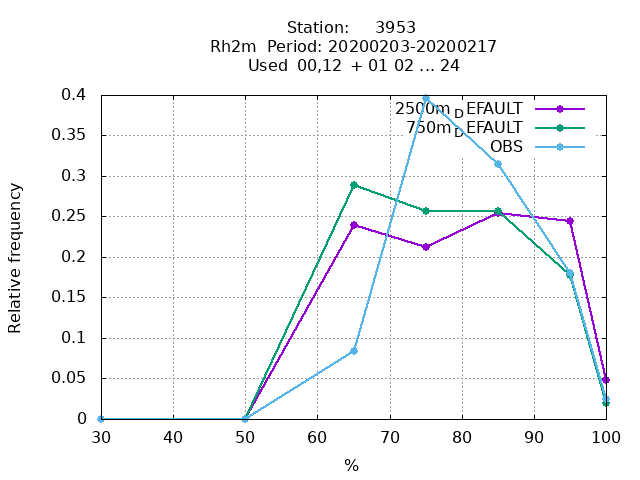 Station: 3953
Rh2m Period: 20200203-20200217
Used 00,12 + 01 02 ... 24
2500m_DEFAULT
750m_DEFAULT
OBS
0.4
0.35
0.3
0.25
0.2
0.15
0.1
0.05
0
Relative frequency
30 40 50 60 70 80 90 100
%